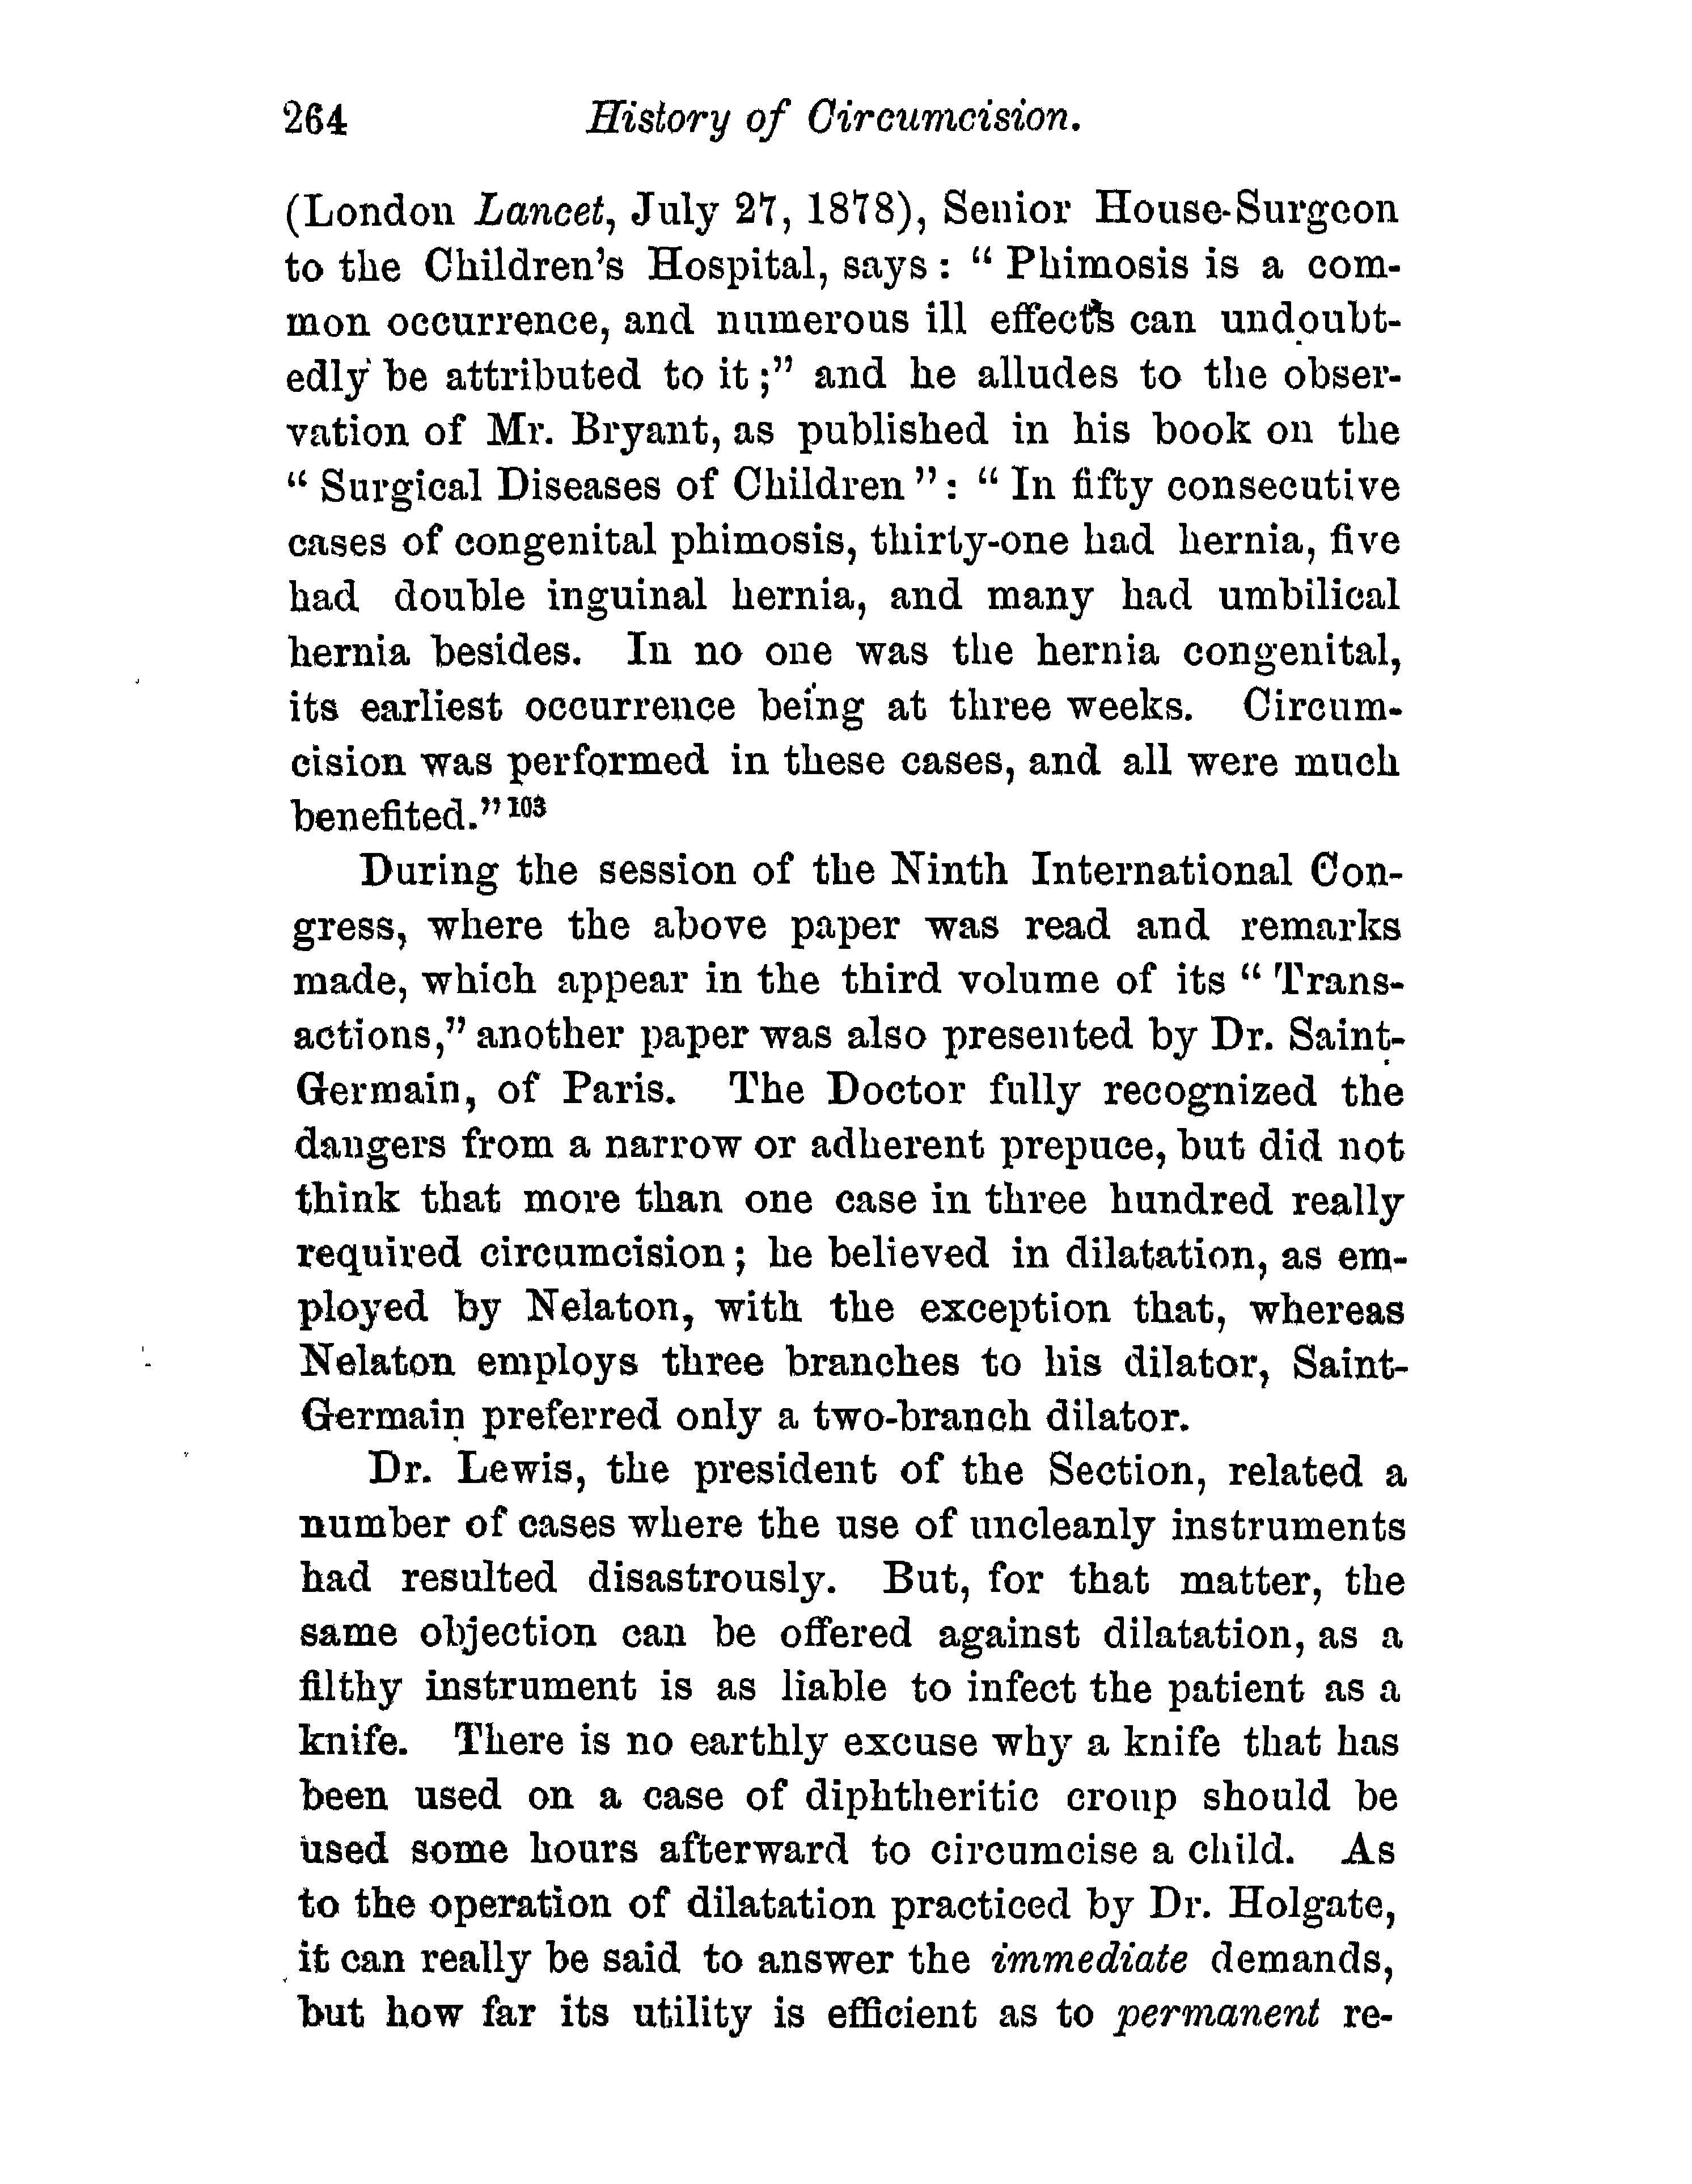 264 History of Circumcision.
(London Lancet, July 27, 1878), Senior House-Surgeon
to the Children's Hospital, says: "Phimosis is a com-
mon occurrence, and numerous ill effects can undoubt-
edly be attributed to it;" and he alludes to the obser-
vation of Mr. Bryant, as published in his book on the
"Surgical Diseases of Children": "In fifty consecutive
cases of congenital phimosis, thirty-one had hernia, five
had double inguinal hernia, and many had umbilical
hernia besides. In no one was the hernia congenital,
its earliest occurrence being at three weeks. Circum-
cision was performed in these cases, and all were much
benefited."103
During the session of the Ninth International Con-
gress, where the above paper was read and remarks
made, which appear in the third volume of its "Trans-
actions," another paper was also presented by Dr. Saint-
Germain, of Paris. The Doctor fully recognized the
dangers from a narrow or adherent prepuce, but did not
think that more than one case in three hundred really
required circumcision; he believed in dilatation, as em-
ployed by Nelaton, with the exception that, whereas
Nelaton employs three branches to his dilator, Saint-
Germain preferred only a two-branch dilator.
Dr. Lewis, the president of the Section, related a
number of cases where the use of uncleanly instruments
had resulted disastrously. But, for that matter, the
same objection can be offered against dilatation, as a
filthy instrument is as liable to infect the patient as a
knife. There is no earthly excuse why a knife that has
been used on a case of diphtheritic croup should be
used some hours afterward to circumcise a child. As
to the operation of dilatation practiced by Dr. Holgate,
it can really be said to answer the immediate demands,
but how far its utility is efficient as to permanent re-